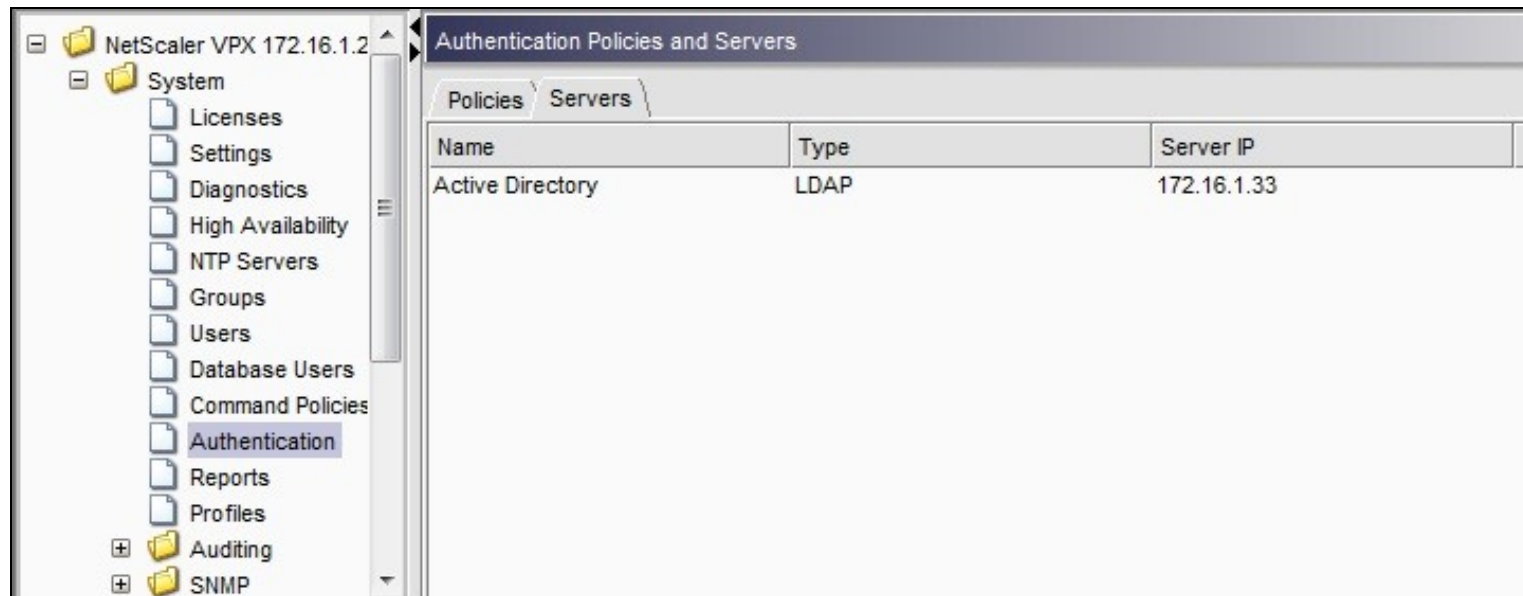 NetScaler VPX 172.16.1.2
System
Licenses
Settings
Diagnostics
High Availability
NTP Servers
Groups
Users
Database Users
Command Policies
Authentication
Reports
Profiles
Auditing
SNMP
Authentication Policies and Servers
Policies Servers
Name Type Server IP
Active Directory LDAP 172.16.1.33